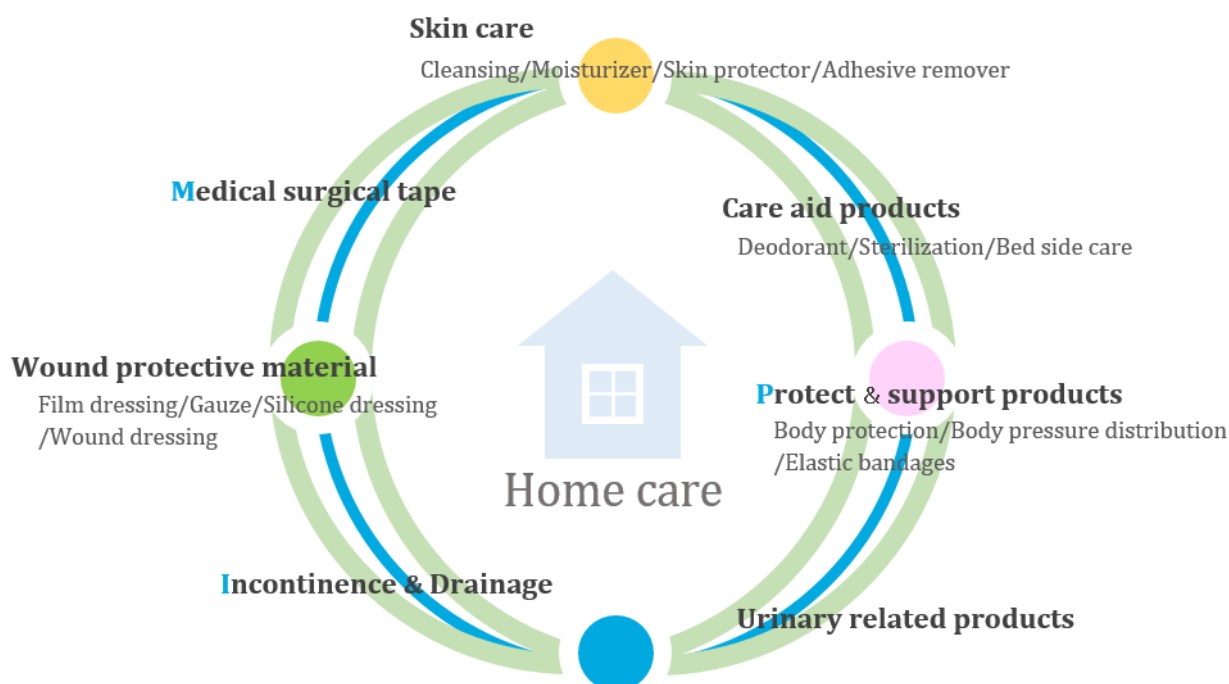 Skin care
Cleansing/Moisturizer/Skin protector/Adhesive remover
Medical surgical tape
Care aid products
Deodorant/Sterilization/Bed side care
Wound protective material
Film dressing/Gauze/Silicone dressing
/Wound dressing
Protect & support products
Body protection/Body pressure distribution
/Elastic bandages
Home care
Incontinence & Drainage
Urinary related products